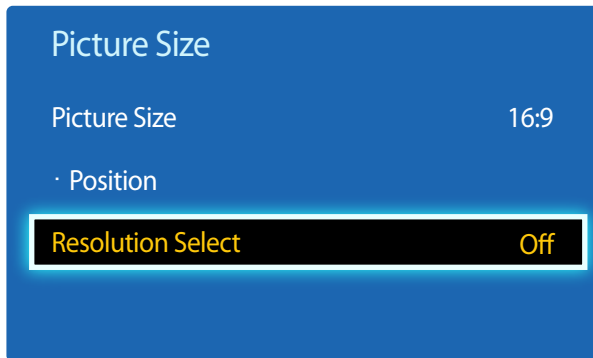 Picture Size
Picture Size 16:9
· Position
Resolution Select Off